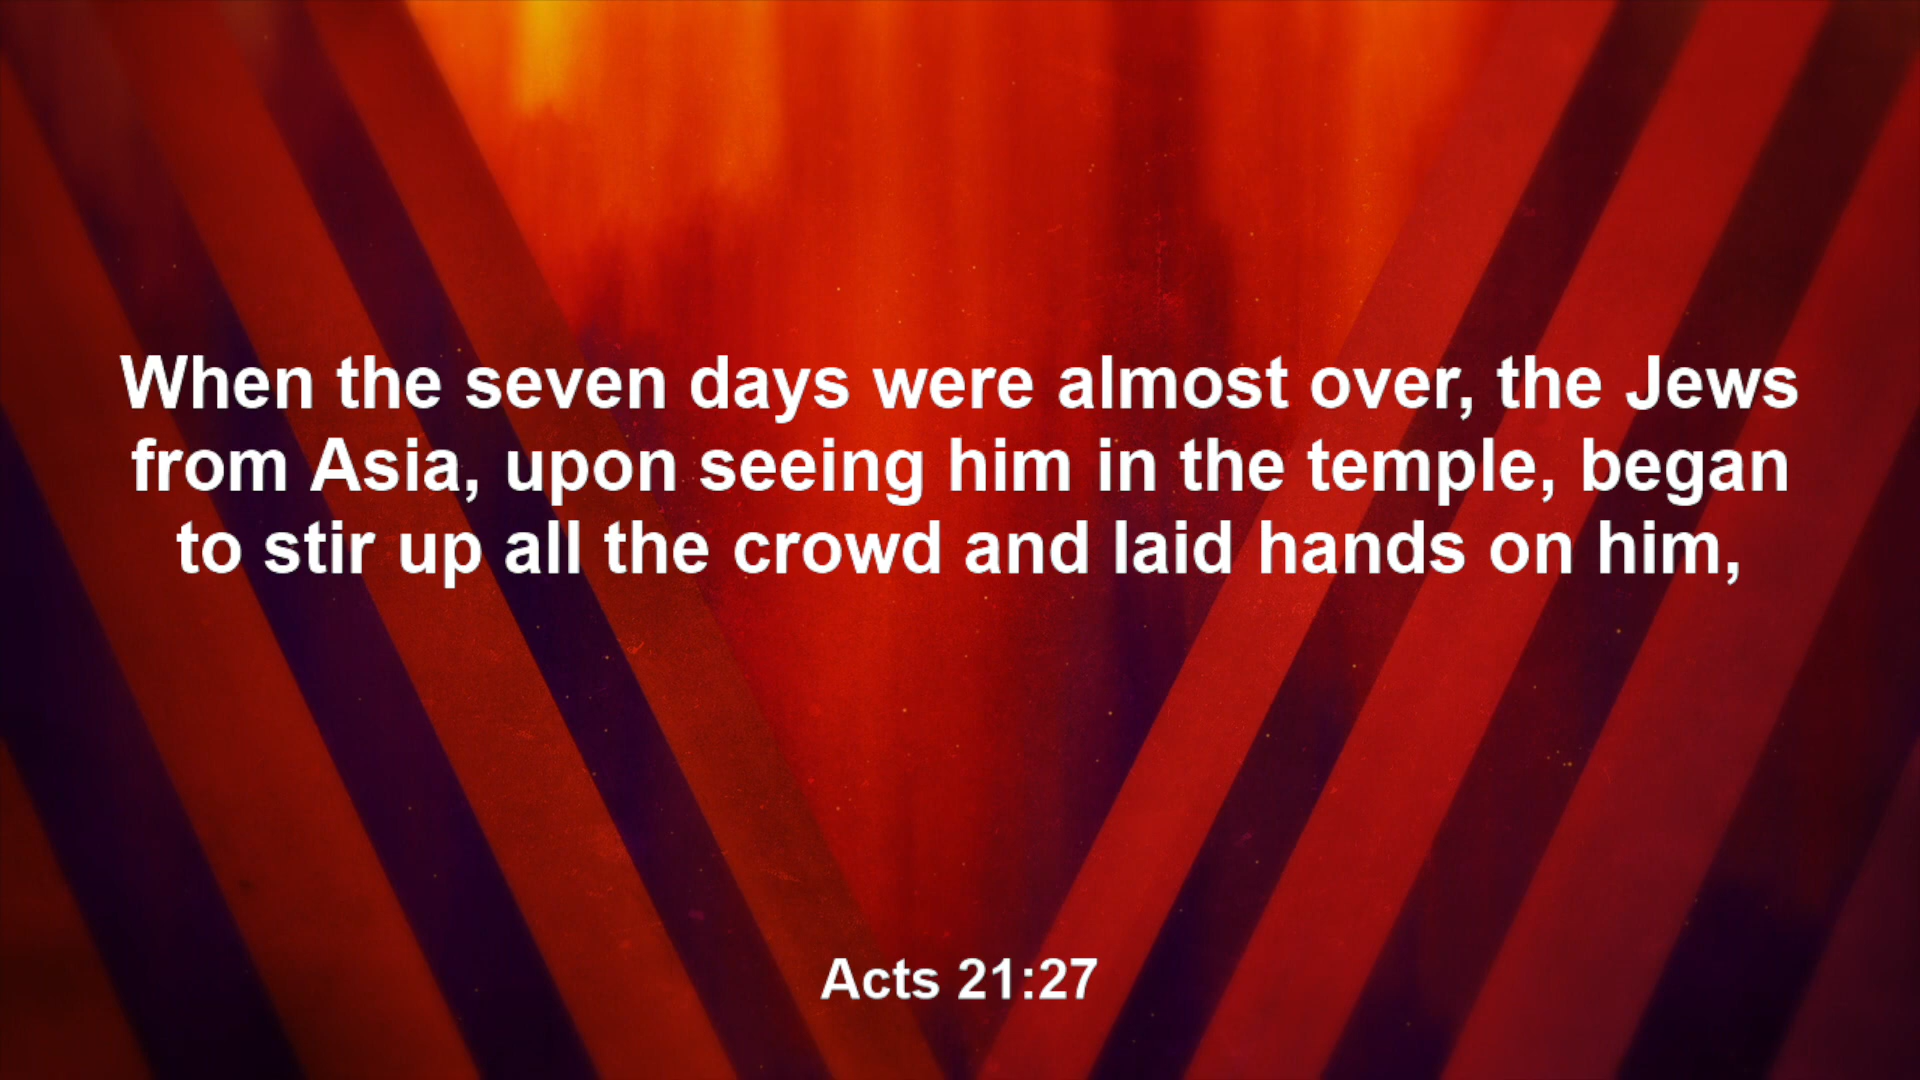 When the seven days were almost over, the Jews
from Asia, upon seeing him in the temple, began
to stir up all the crowd and laid hands on him,
Acts 21:27